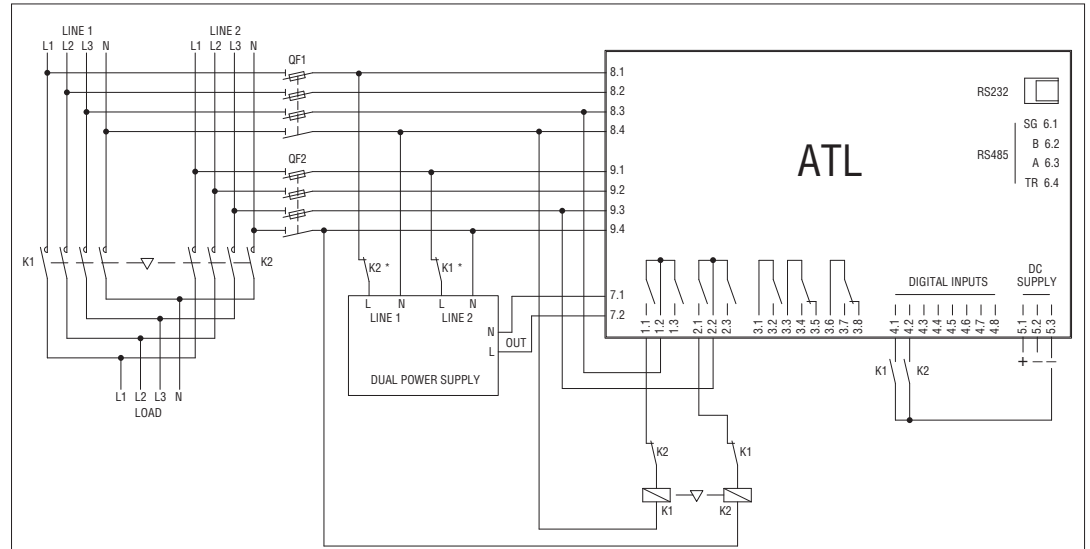 LINE 1 LINE 2
L1 L2 L3 N L1 L2 L3 N
QF1
8.1
8.2
8.3
8.4
QF2
9.1
9.2
9.3
9.4
ATL
RS232
RS485
SG 6.1
B 6.2
A 6.3
TR 6.4
K1 K2
K2 * K1 *
L N L N
LINE 1 LINE 2
N
L
OUT
DUAL POWER SUPPLY
7.1
7.2
1.1 1.2 1.3 2.1 2.2 2.3 3.1 3.2 3.3 3.4 3.5 3.6 3.7 3.8
DIGITAL INPUTS
4.1 4.2 4.3 4.4 4.5 4.6 4.7 4.8
DC
SUPPLY
5.1 5.2 5.3
+ – –
K1 K2
L1 L2 L3 N
LOAD
K2 K1
K1 K2